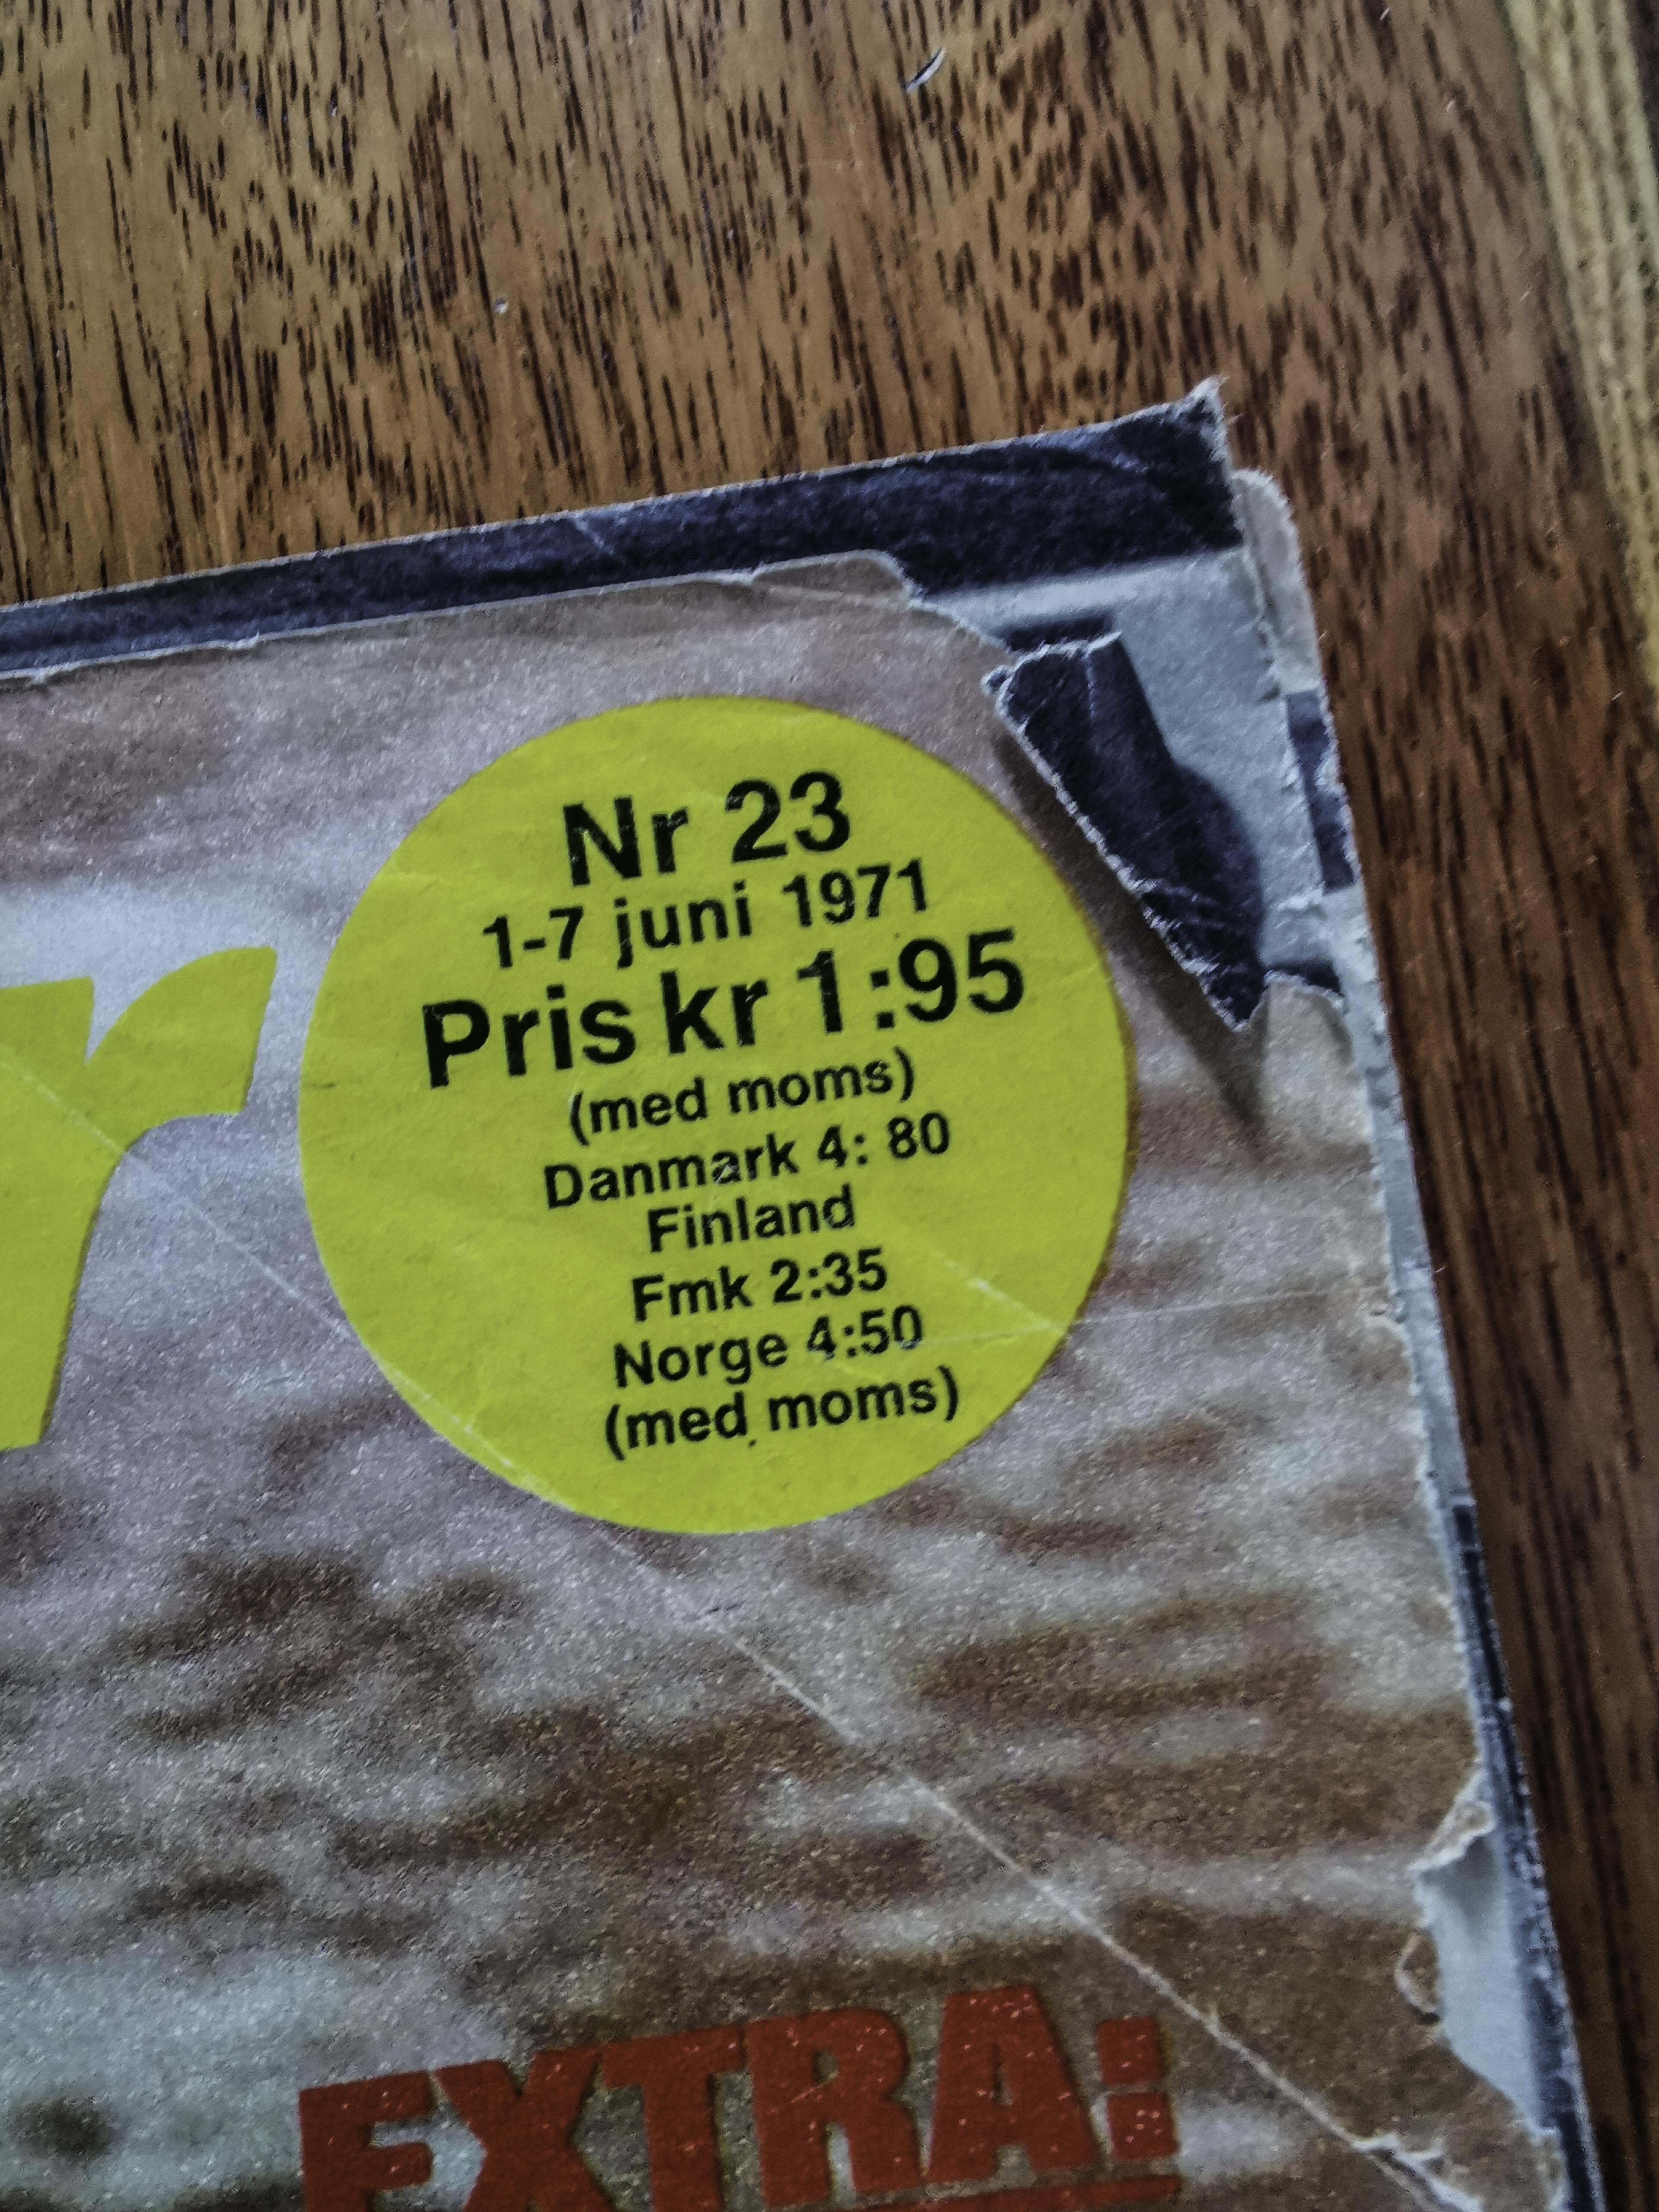 r
Nr 23
1-7 juni 1971
Pris kr 1:95
(med moms)
Danmark 4: 80
Finland
Fmk 2:35
Norge 4:50
(med moms)
EXTRA: